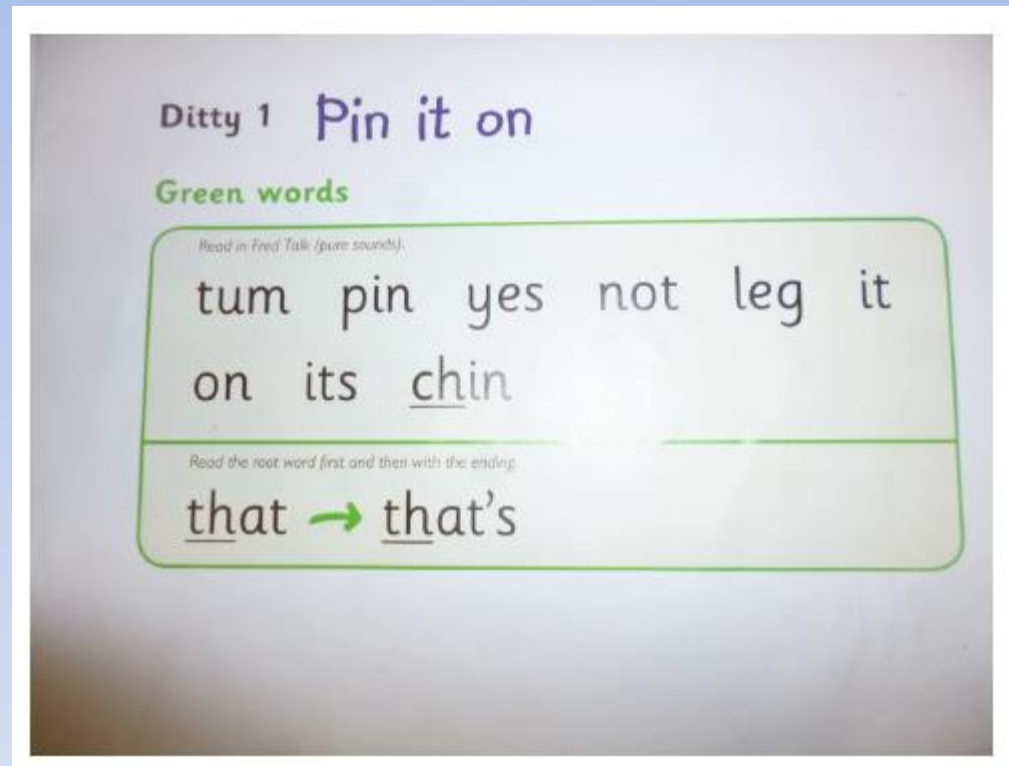 Ditty 1 Pin it on
Green words
Read in Fred Talk (pure sounds).
tum pin yes not leg it
on its chin
Read the root word first and then with the ending.
that → that's